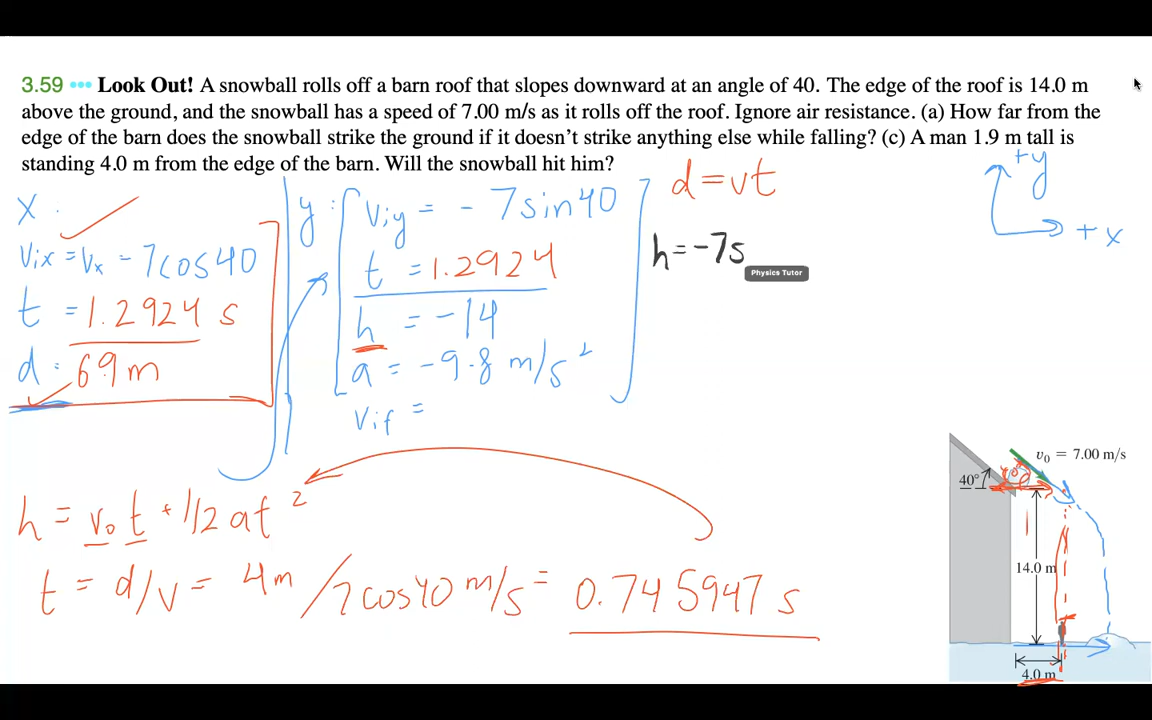 3.59 ••• Look Out! A snowball rolls off a barn roof that slopes downward at an angle of 40. The edge of the roof is 14.0 m
above the ground, and the snowball has a speed of 7.00 m/s as it rolls off the roof. Ignore air resistance. (a) How far from the
edge of the barn does the snowball strike the ground if it doesn't strike anything else while falling? (c) A man 1.9 m tall is
standing 4.0 m from the edge of the barn. Will the snowball hit him?
x :
Vix = Vx = 7cos40
t = 1.2924 s
d = 6.9m
y :
Viy = - 7sin40
t = 1.2924
h = -14
a = -9.8 m/s²
Vif =
d = vt
h = -7s
Physics Tutor
+y
+x
h = v₀t + 1/2 at²
t = d/v = 4m / 7cos40 m/s = 0.745947 s
v₀ = 7.00 m/s
40°
14.0 m
4.0 m